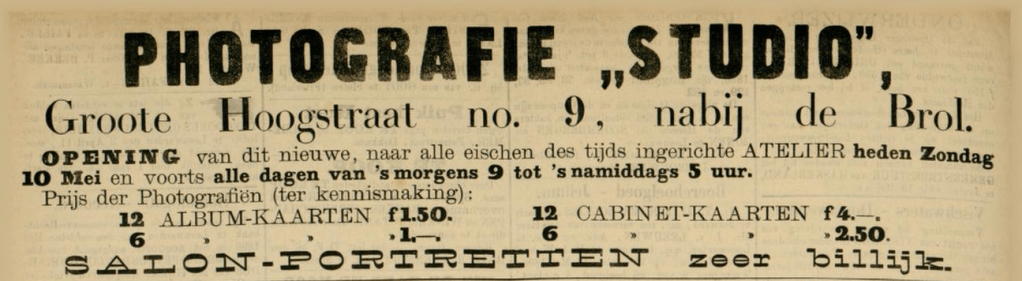 PHOTOGRAFIE „STUDIO”,
Groote Hoogstraat no. 9, nabij de Brol.
OPENING van dit nieuwe, naar alle eischen des tijds ingerichte ATELIER heden Zondag
10 Mei en voorts alle dagen van 's morgens 9 tot 's namiddags 5 uur.
Prijs der Photografiën (ter kennismaking):
12 ALBUM-KAARTEN f 1.50. 12 CABINET-KAARTEN f 4.—.
6 „ „ „ 1.—. 6 „ „ „ 2.50.
SALON-PORTRETTEN zeer billijk.